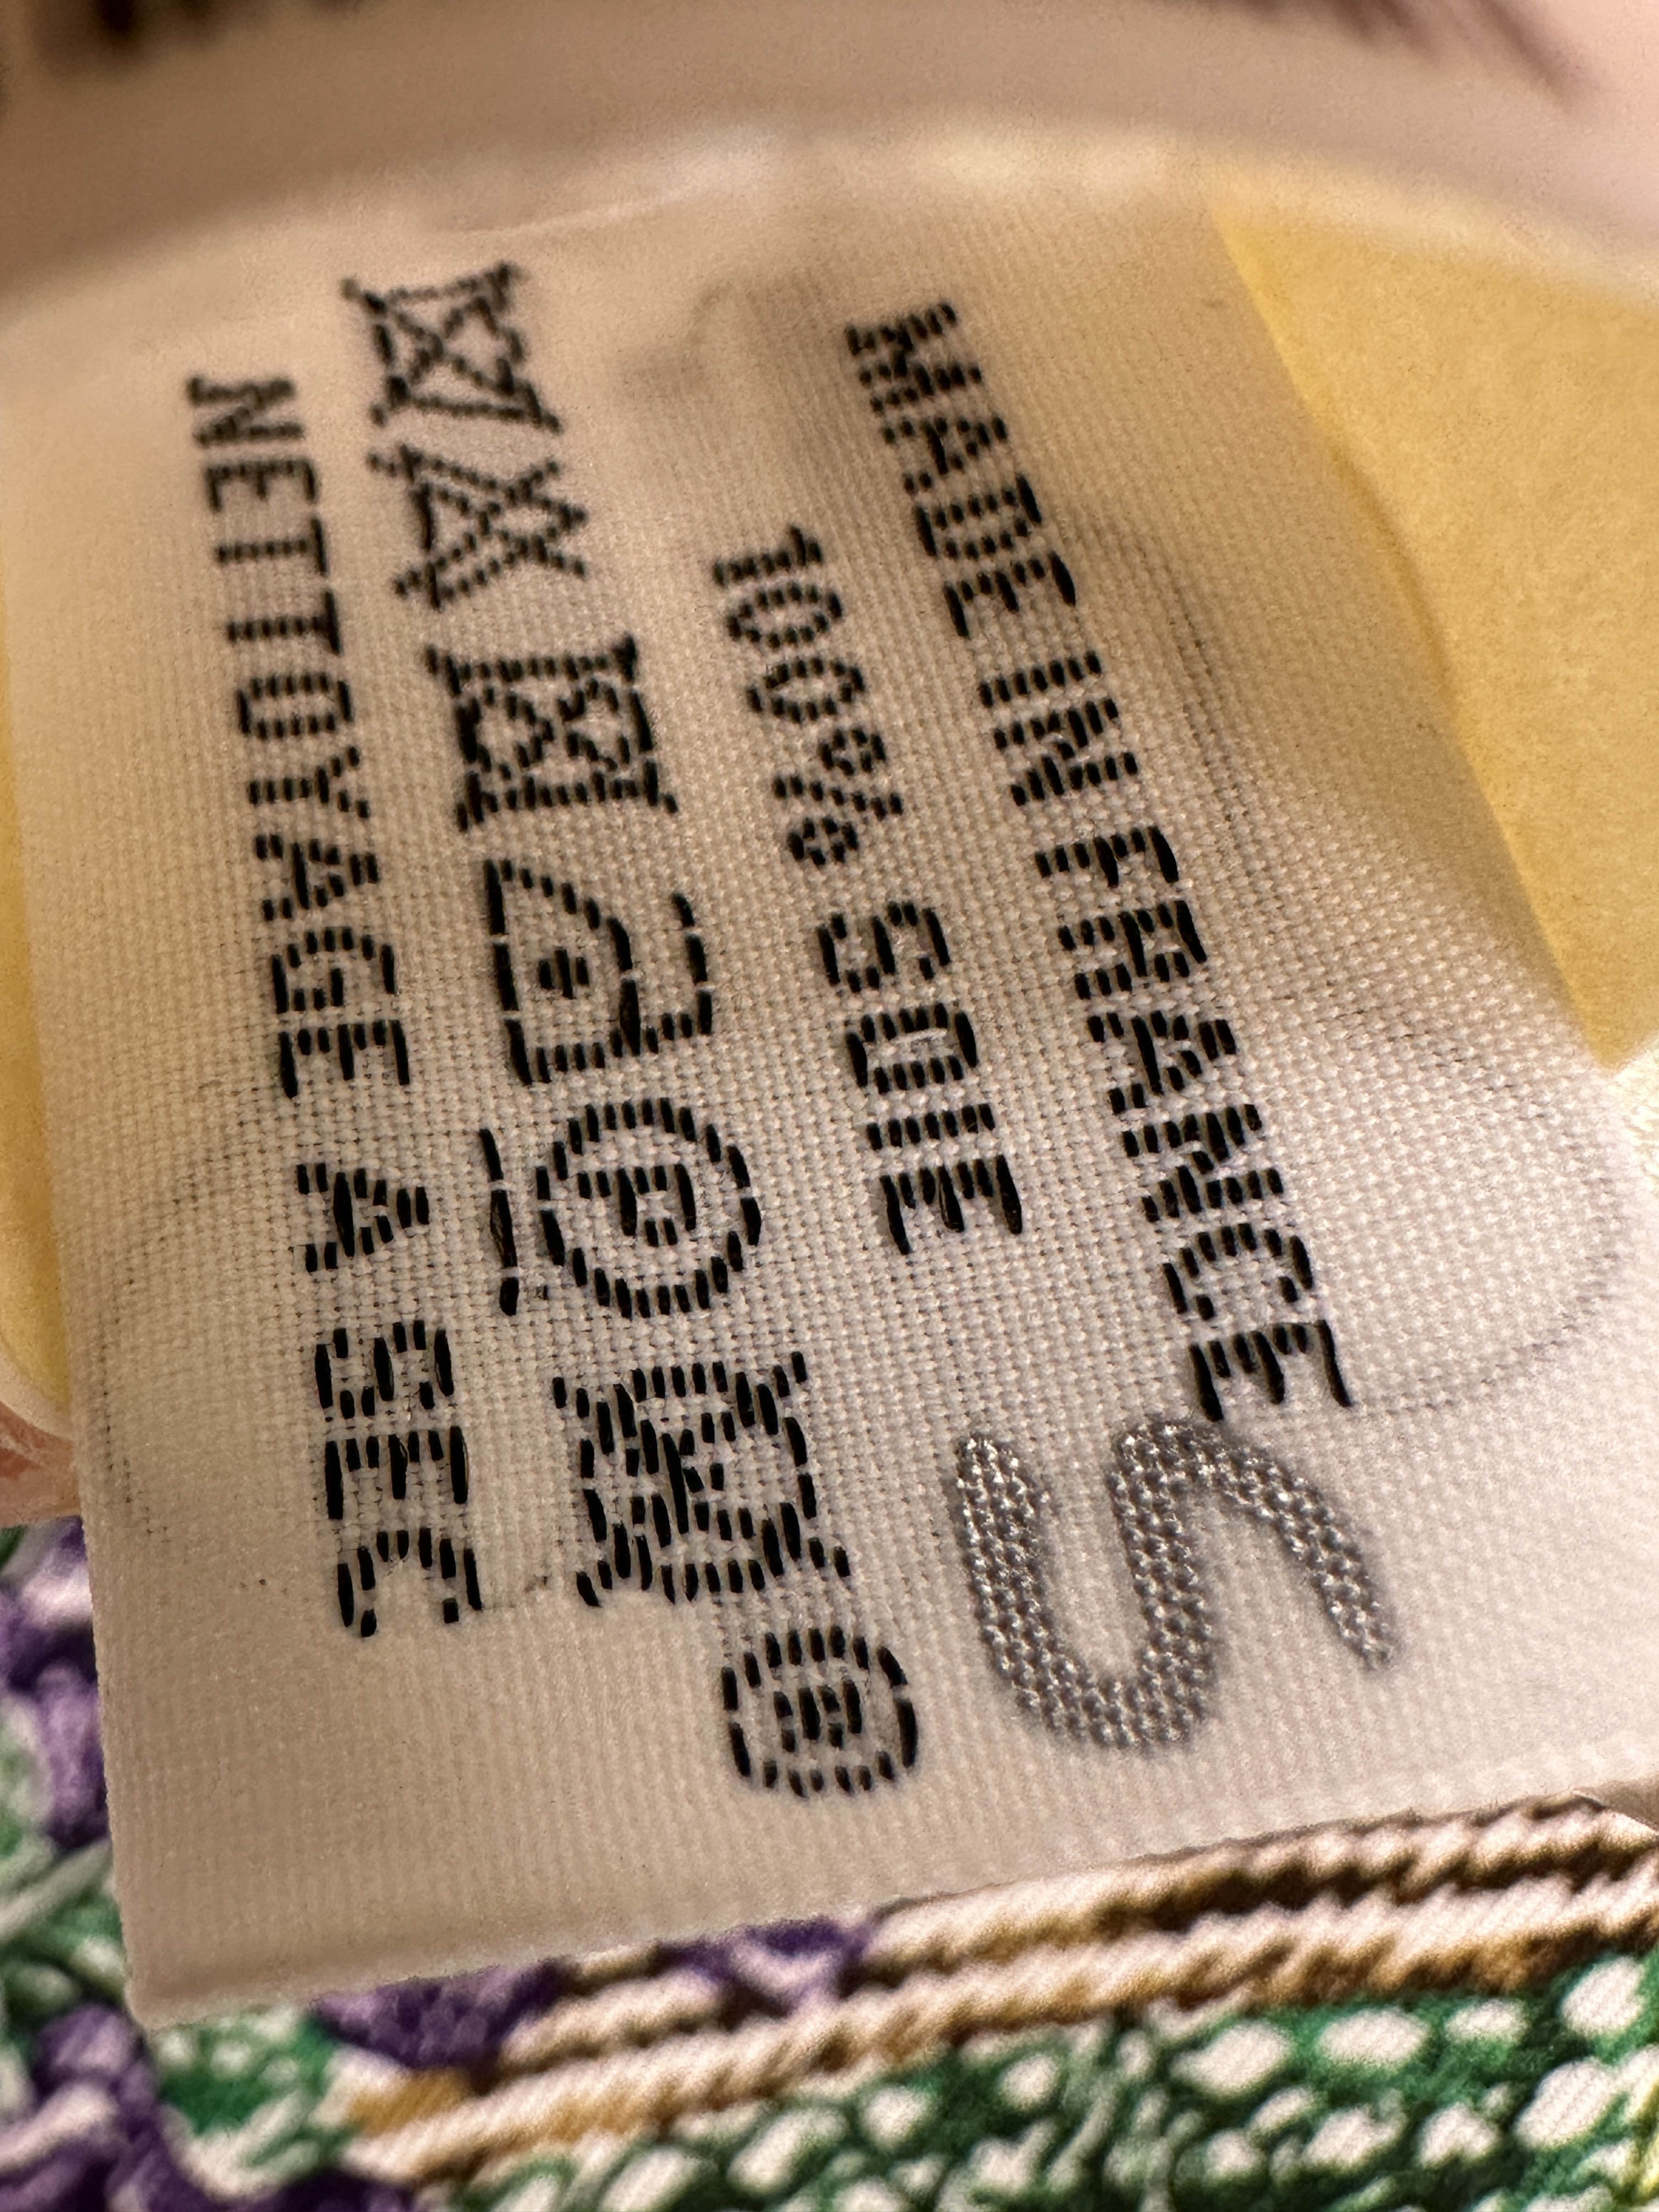 MADE IN FRANCE
S
100% SOIE
P
NETTOYAGE A SEC